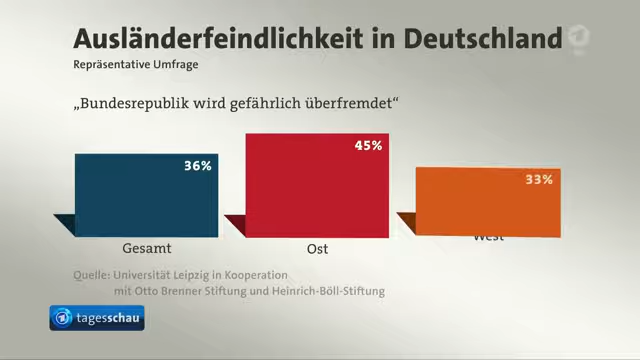 Ausländerfeindlichkeit in Deutschland
Repräsentative Umfrage
„Bundesrepublik wird gefährlich überfremdet“
36%
45%
33%
Gesamt
Ost
West
Quelle: Universität Leipzig in Kooperation
mit Otto Brenner Stiftung und Heinrich-Böll-Stiftung
tagesschau